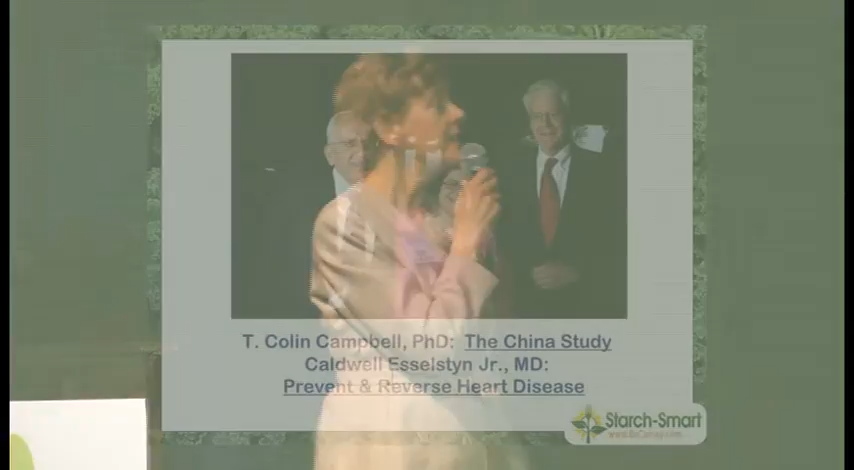 T. Colin Campbell, PhD: The China Study
Caldwell Esselstyn Jr., MD:
Prevent & Reverse Heart Disease
Starch-Smart